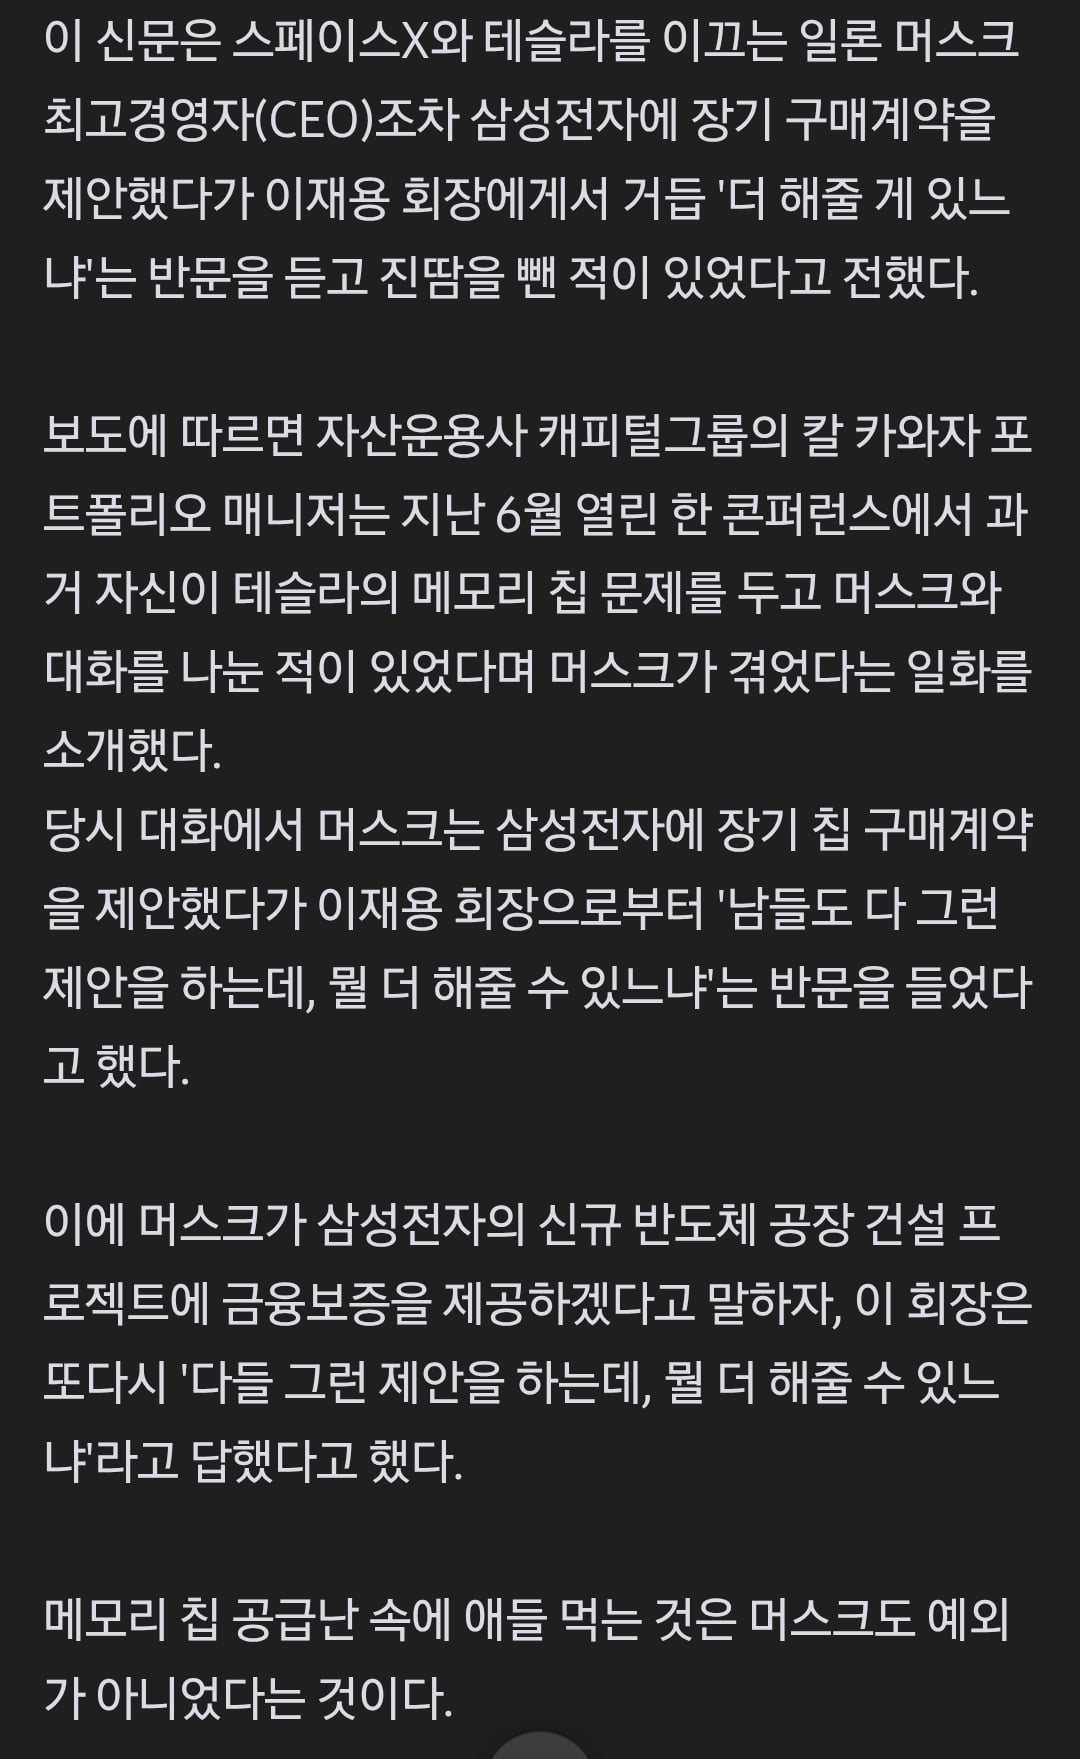 이 신문은 스페이스X와 테슬라를 이끄는 일론 머스크
최고경영자(CEO)조차 삼성전자에 장기 구매계약을
제안했다가 이재용 회장에게서 거듭 '더 해줄 게 있느
냐'는 반문을 듣고 진땀을 뺀 적이 있었다고 전했다.
보도에 따르면 자산운용사 캐피털그룹의 칼 카와자 포
트폴리오 매니저는 지난 6월 열린 한 콘퍼런스에서 과
거 자신이 테슬라의 메모리 칩 문제를 두고 머스크와
대화를 나눈 적이 있었다며 머스크가 겪었다는 일화를
소개했다.
당시 대화에서 머스크는 삼성전자에 장기 칩 구매계약
을 제안했다가 이재용 회장으로부터 '남들도 다 그런
제안을 하는데, 뭘 더 해줄 수 있느냐'는 반문을 들었다
고 했다.
이에 머스크가 삼성전자의 신규 반도체 공장 건설 프
로젝트에 금융보증을 제공하겠다고 말하자, 이 회장은
또다시 '다들 그런 제안을 하는데, 뭘 더 해줄 수 있느
냐'라고 답했다고 했다.
메모리 칩 공급난 속에 애들 먹는 것은 머스크도 예외
가 아니었다는 것이다.